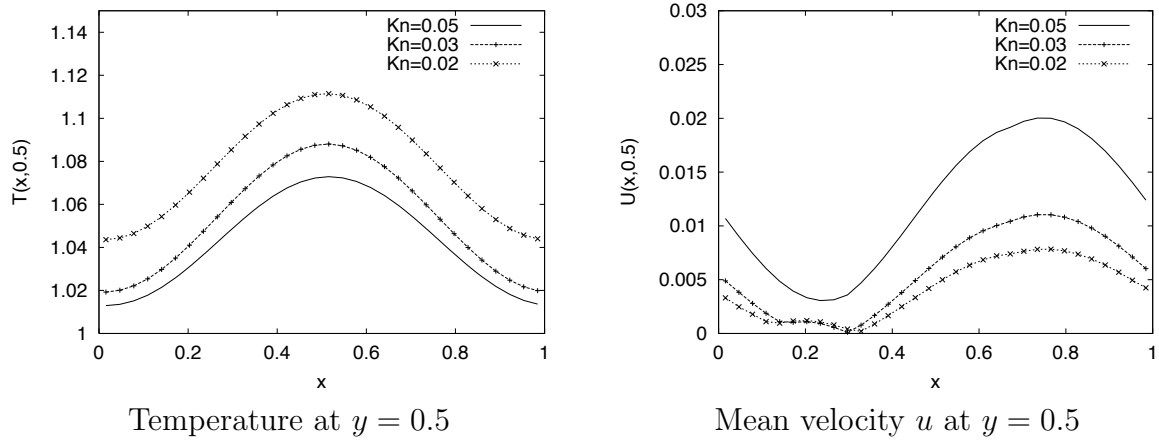 1.14
1.12
1.1
1.08
1.06
1.04
1.02
1
0
0.2
0.4
0.6
0.8
1
T(x,0.5)
x
Kn=0.05
Kn=0.03
Kn=0.02
Temperature at y = 0.5
0.03
0.025
0.02
0.015
0.01
0.005
0
0
0.2
0.4
0.6
0.8
1
U(x,0.5)
x
Kn=0.05
Kn=0.03
Kn=0.02
Mean velocity u at y = 0.5